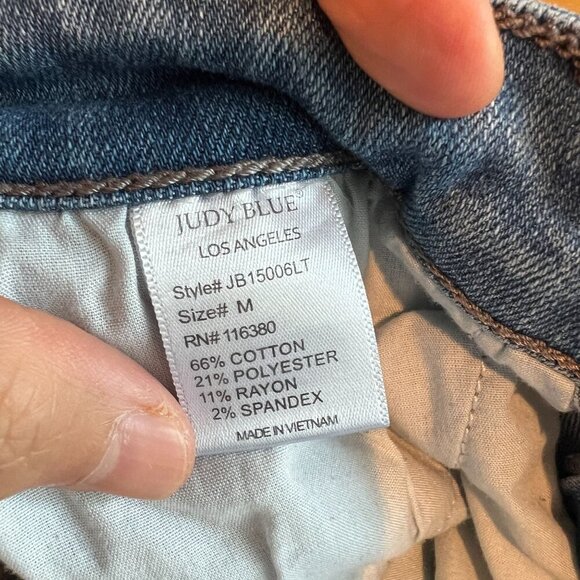 JUDY BLUE
LOS ANGELES
Style# JB15006LT
Size# M
RN# 116380
66% COTTON
21% POLYESTER
11% RAYON
2% SPANDEX
MADE IN VIETNAM